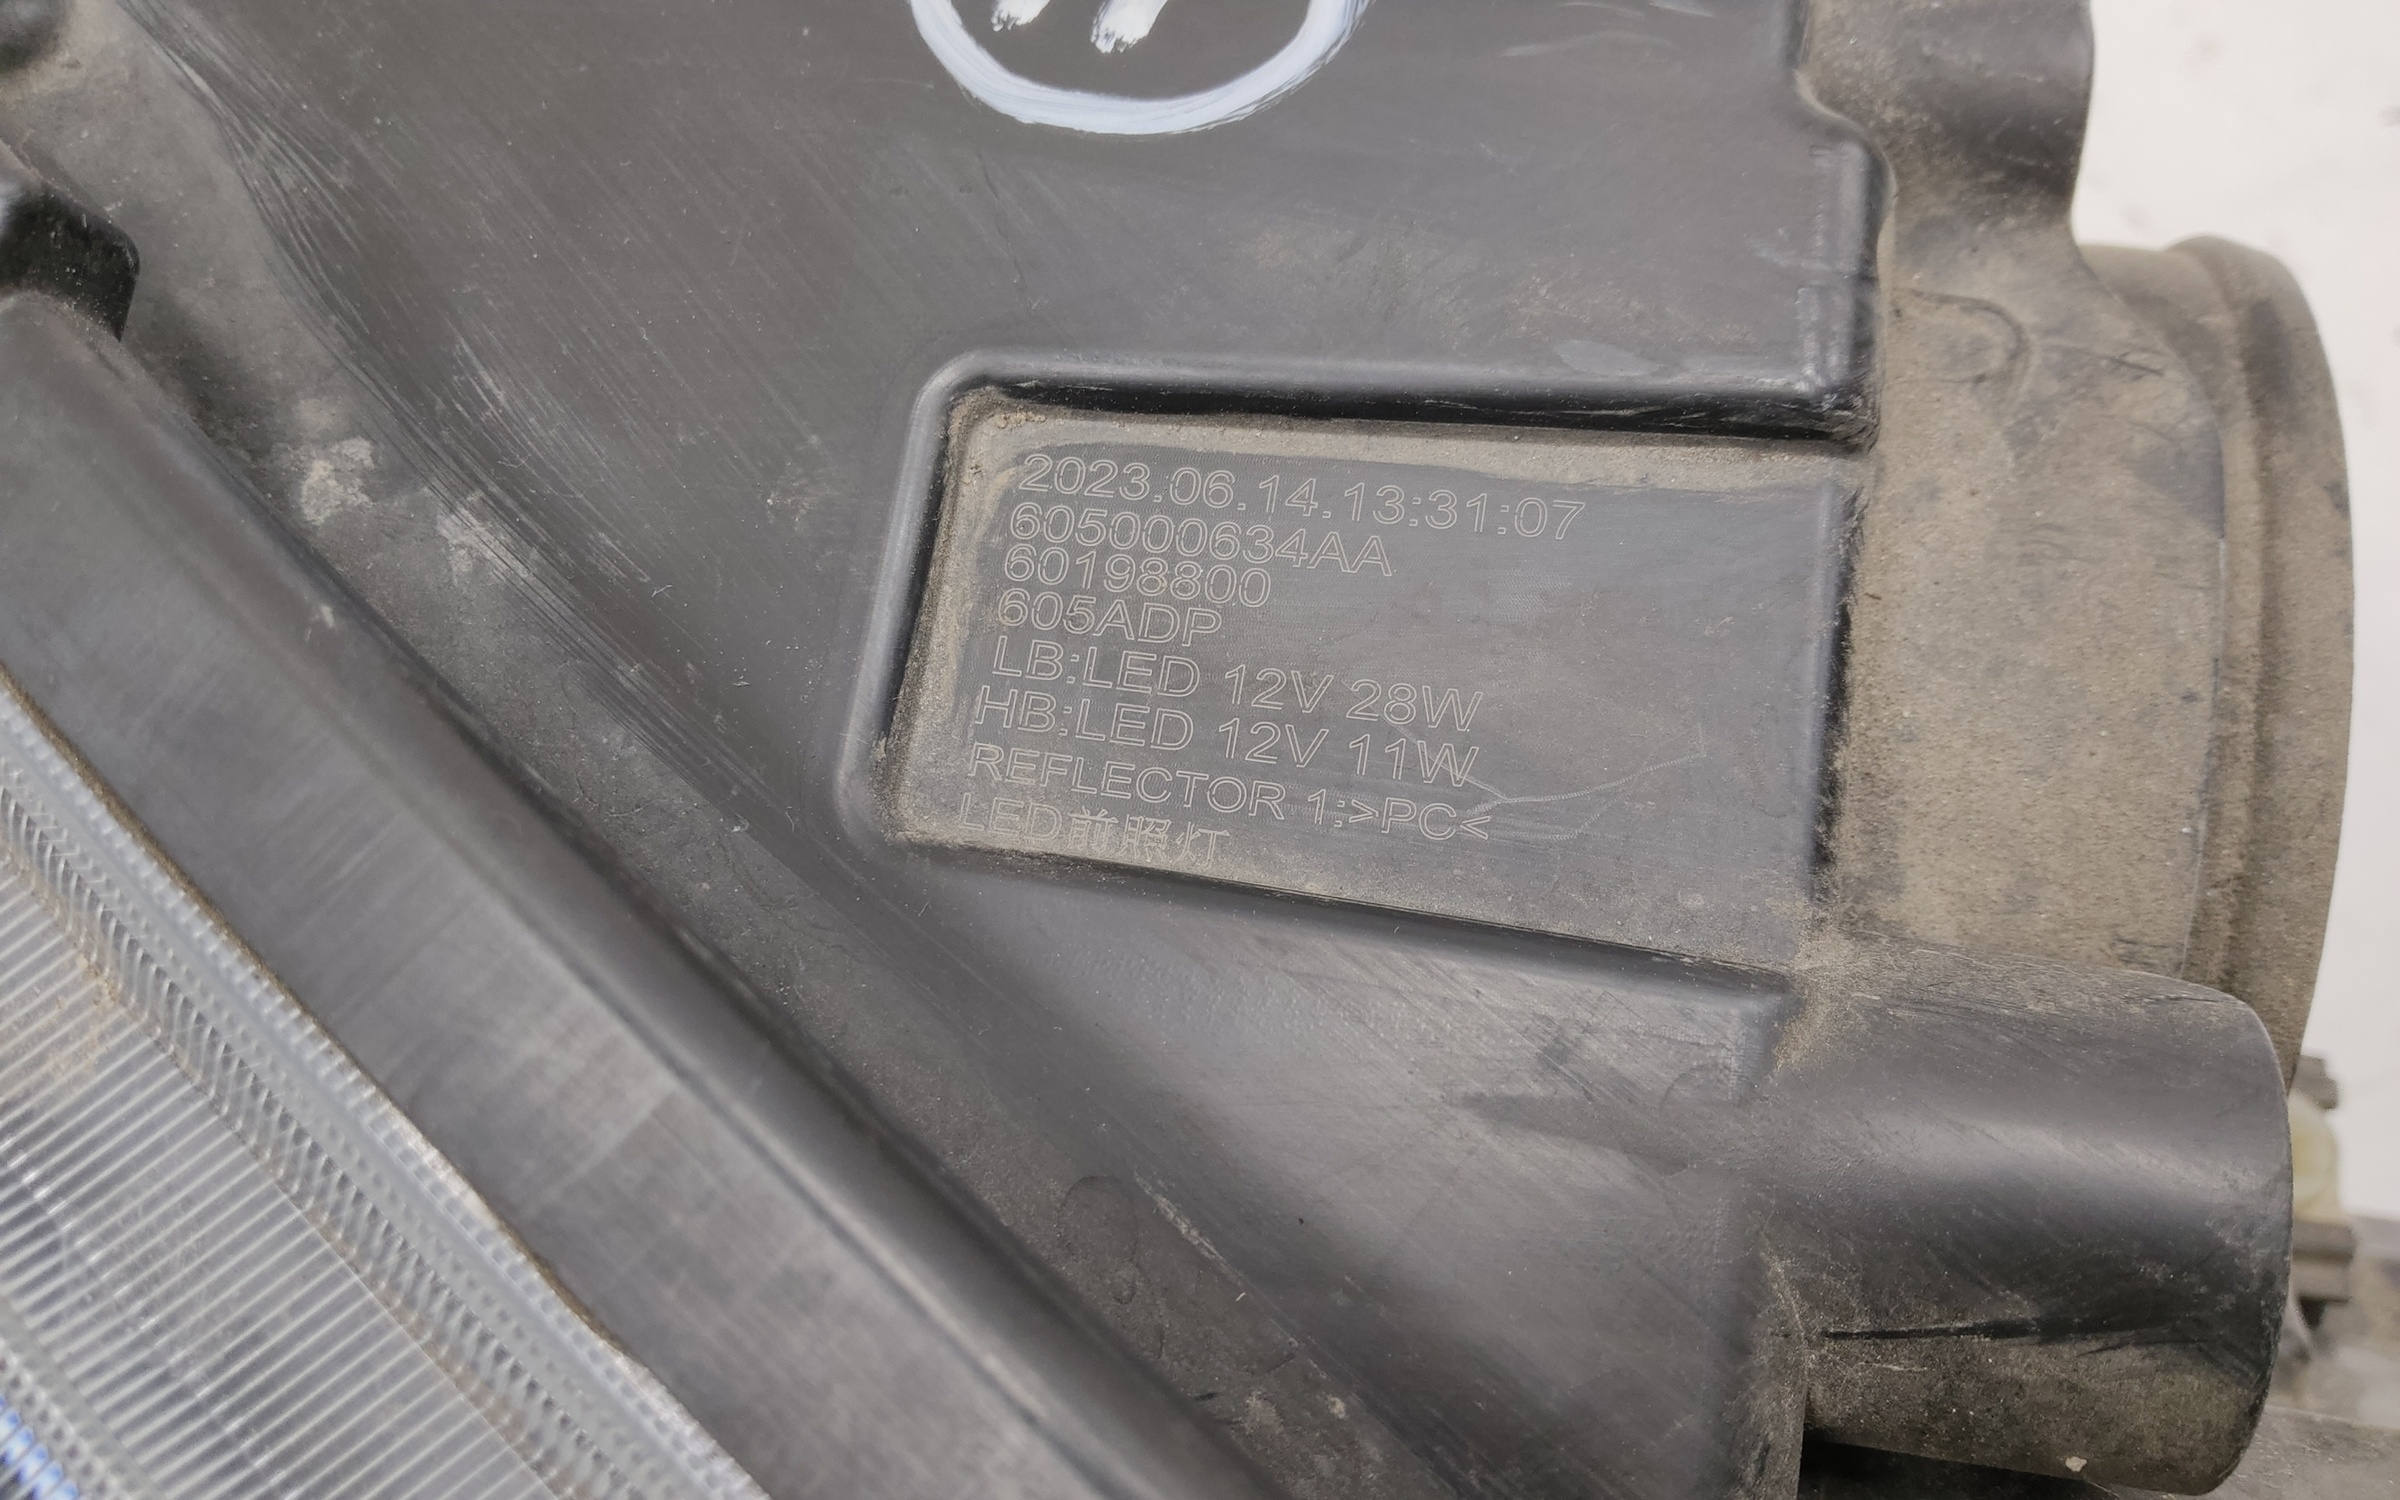 2023.06.14.13:31:07
605000634AA
60198800
605ADP
LB:LED 12V 28W
HB:LED 12V 11W
REFLECTOR 1:>PC<
LED前照灯